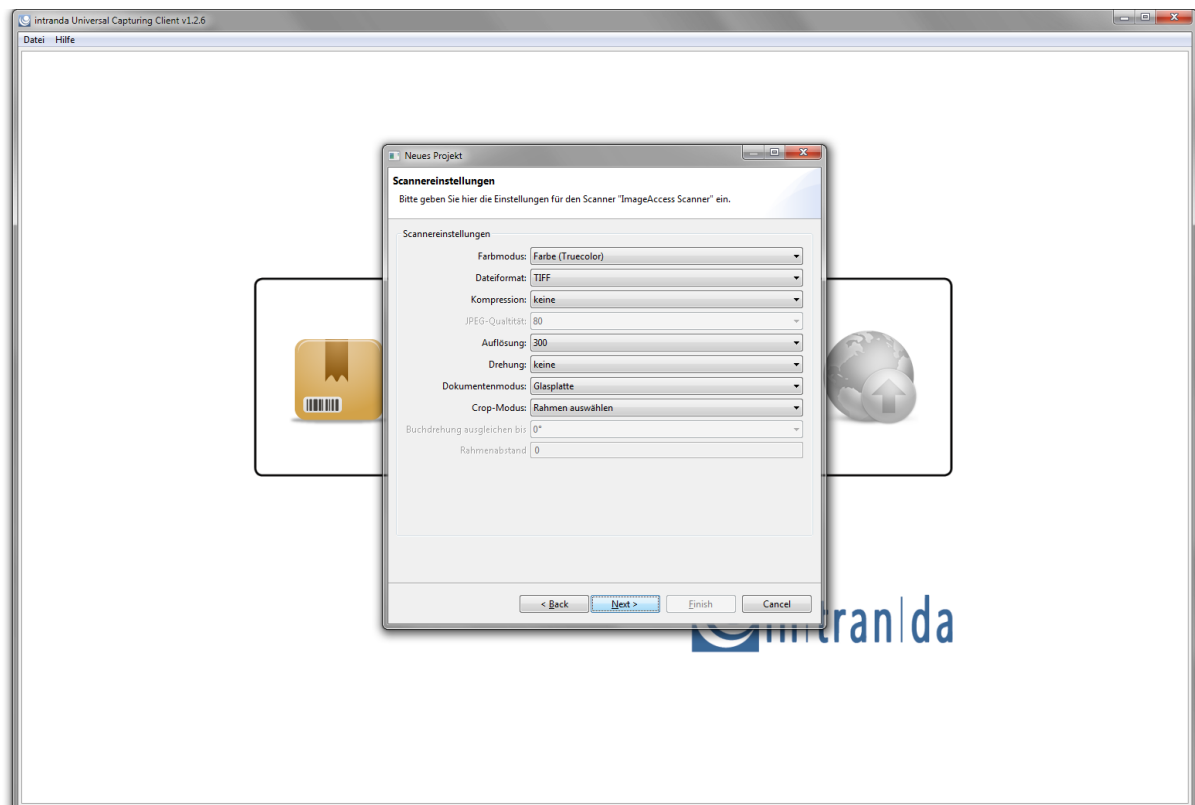 intranda Universal Capturing Client v1.2.6
Datei Hilfe
Neues Projekt
Scannereinstellungen
Bitte geben Sie hier die Einstellungen für den Scanner "ImageAccess Scanner" ein.
Scannereinstellungen
Farbmodus: Farbe (Truecolor)
Dateiformat: TIFF
Kompression: keine
JPEG-Qualtität: 80
Auflösung: 300
Drehung: keine
Dokumentenmodus: Glasplatte
Crop-Modus: Rahmen auswählen
Buchdrehung ausgleichen bis 0°
Rahmenabstand 0
< Back Next > Finish Cancel
tran|da